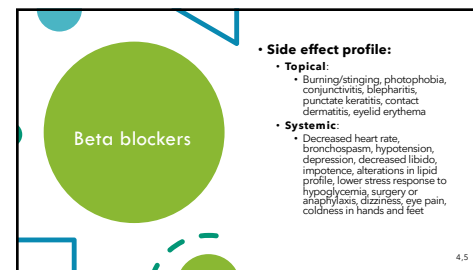 Beta blockers
• Side effect profile:
• Topical:
• Burning/stinging, photophobia,
conjunctivitis, blepharitis,
punctate keratitis, contact
dermatitis, eyelid erythema
• Systemic:
• Decreased heart rate,
bronchospasm, hypotension,
depression, decreased libido,
impotence, alterations in lipid
profile, lower stress response to
hypoglycemia, surgery or
anaphylaxis, dizziness, eye pain,
coldness in hands and feet
4,5